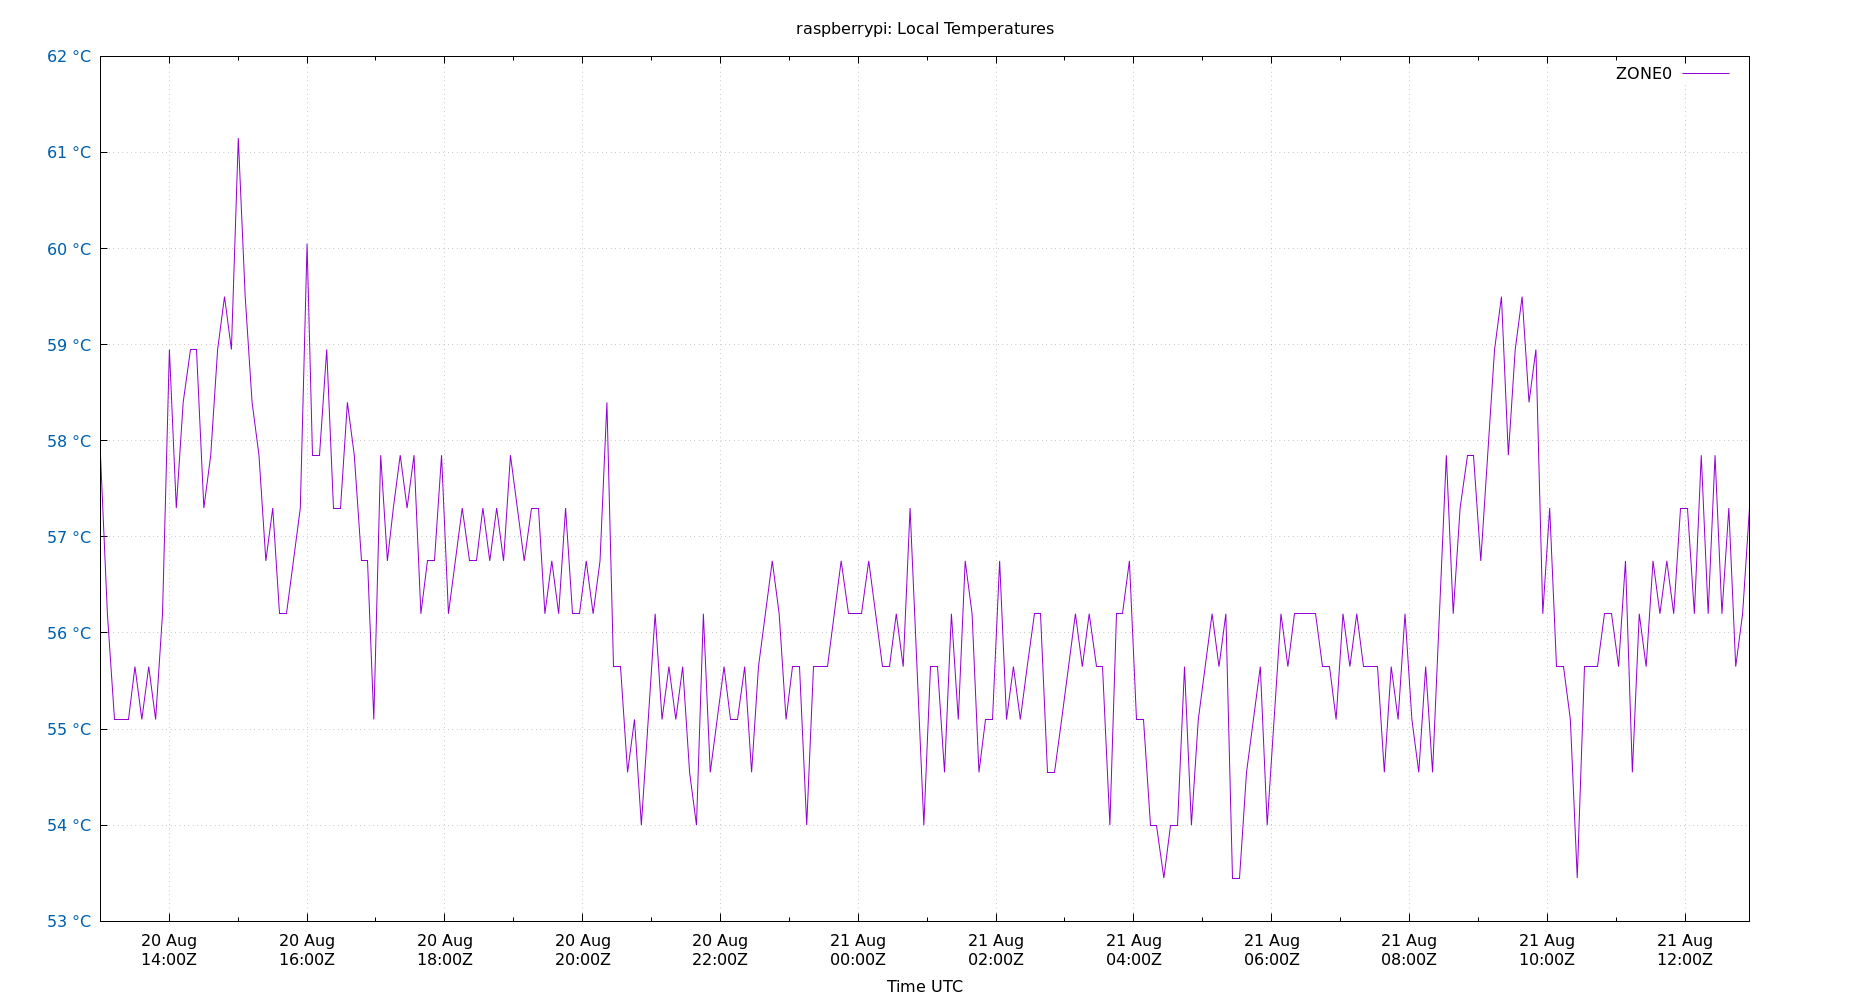 raspberrypi: Local Temperatures
62 °C
ZONE0
61 °C
60 °C
59 °C
58 °C
57 °C
56 °C
55 °C
54 °C
53 °C
20 Aug 20 Aug 20 Aug 20 Aug 20 Aug 21 Aug 21 Aug 21 Aug 21 Aug 21 Aug 21 Aug 21 Aug
14:00Z 16:00Z 18:00Z 20:00Z 22:00Z 00:00Z 02:00Z 04:00Z 06:00Z 08:00Z 10:00Z 12:00Z
Time UTC